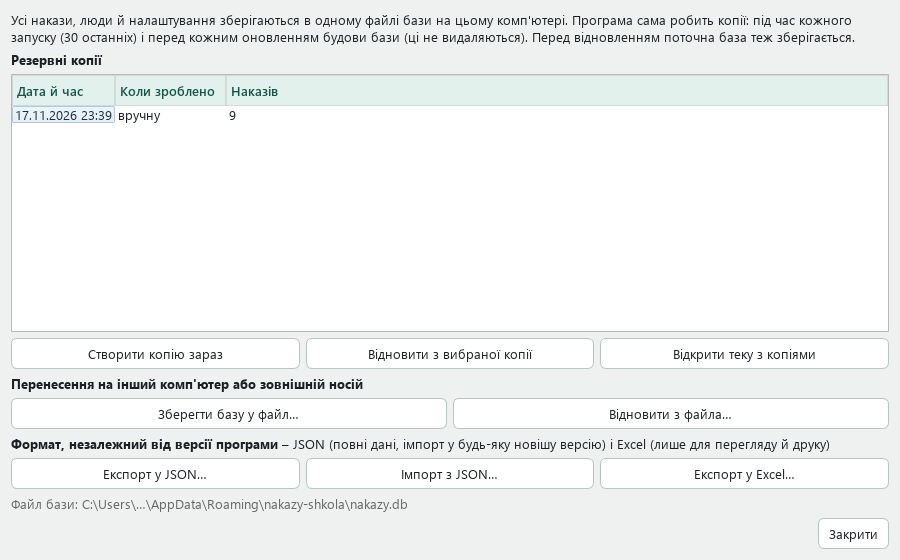 Усі накази, люди й налаштування зберігаються в одному файлі бази на цьому комп'ютері. Програма сама робить копії: під час кожного
запуску (30 останніх) і перед кожним оновленням будови бази (ці не видаляються). Перед відновленням поточна база теж зберігається.
Резервні копії
Дата й час Коли зроблено Наказів
17.11.2026 23:39 вручну 9
Створити копію зараз Відновити з вибраної копії Відкрити теку з копіями
Перенесення на інший комп'ютер або зовнішній носій
Зберегти базу у файл... Відновити з файла...
Формат, незалежний від версії програми – JSON (повні дані, імпорт у будь-яку новішу версію) і Excel (лише для перегляду й друку)
Експорт у JSON... Імпорт з JSON... Експорт у Excel...
Файл бази: C:\Users\...\AppData\Roaming\nakazy-shkola\nakazy.db
Закрити